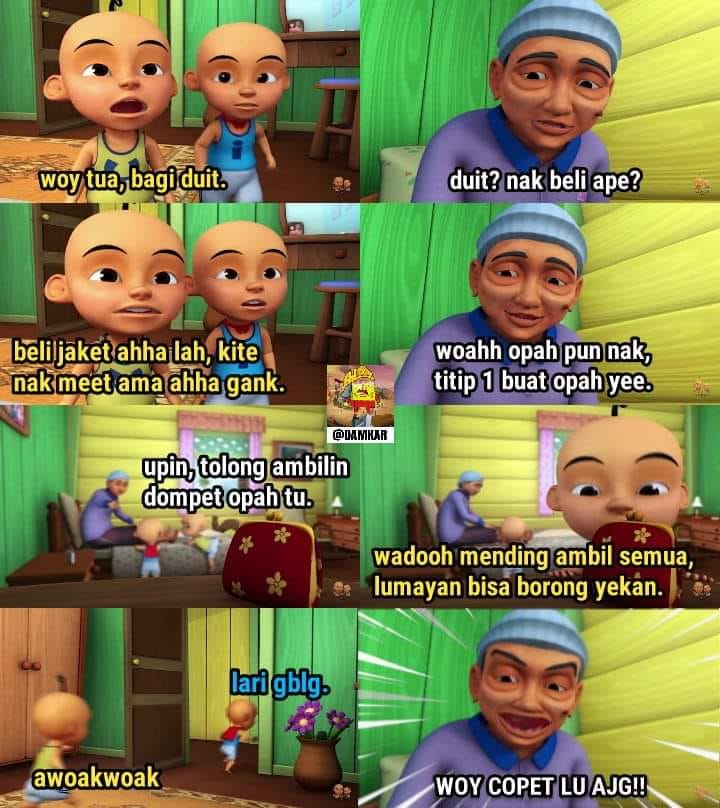 woy tua, bagi duit.
duit? nak beli ape?
beli jaket ahha lah, kite
nak meet ama ahha gank.
woahh opah pun nak,
titip 1 buat opah yee.
@DAMKAR
upin, tolong ambilin
dompet opah tu.
wadooh mending ambil semua,
lumayan bisa borong yekan.
lari gblg.
awoakwoak
WOY COPET LU AJG!!